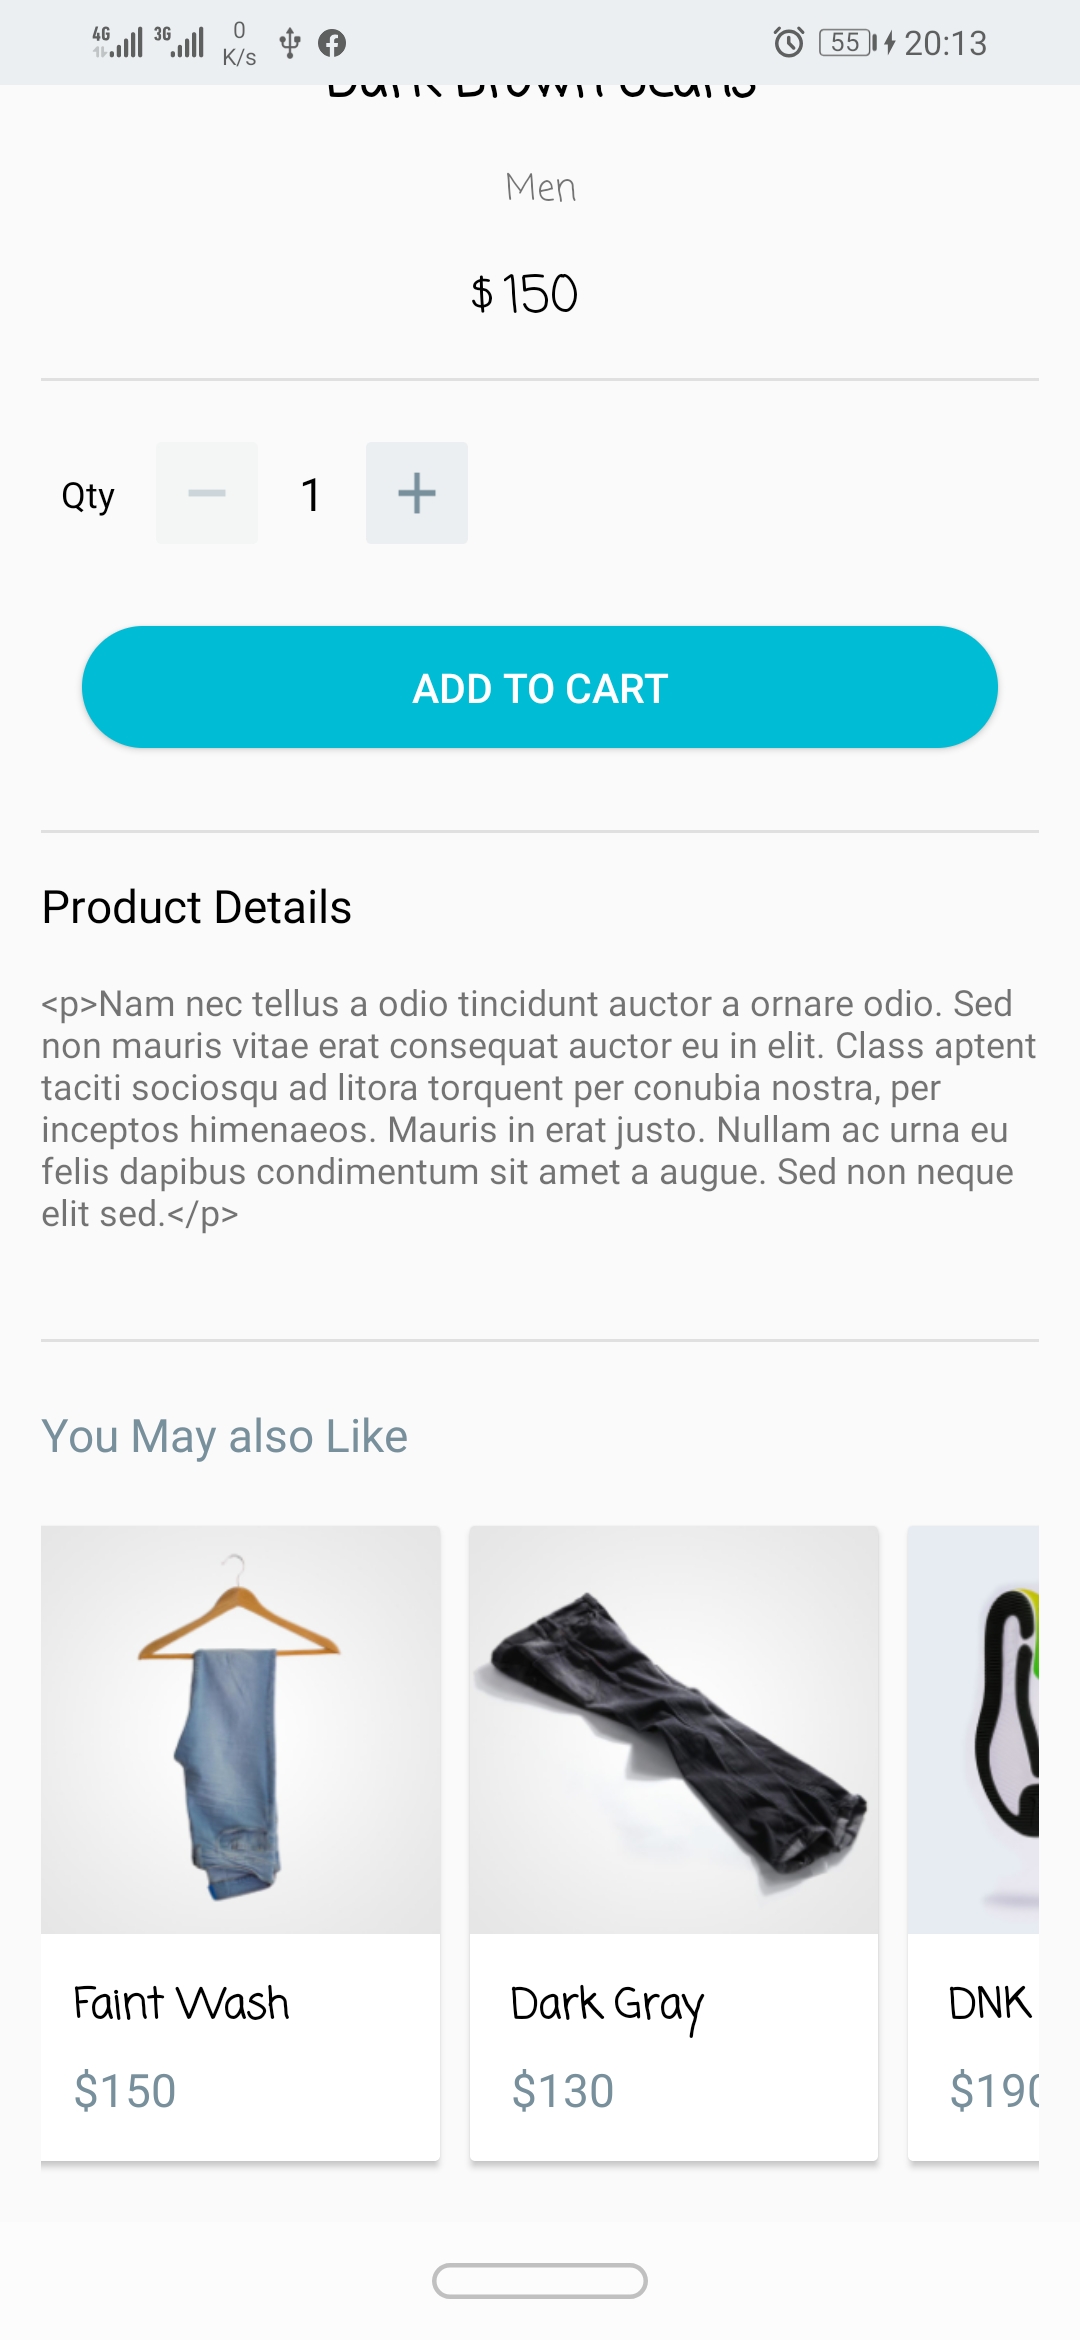 4G 3G 0 K/s 55 20:13
Dark Brown Jeans
Men
$ 150
Qty 1
ADD TO CART
Product Details
<p>Nam nec tellus a odio tincidunt auctor a ornare odio. Sed
non mauris vitae erat consequat auctor eu in elit. Class aptent
taciti sociosqu ad litora torquent per conubia nostra, per
inceptos himenaeos. Mauris in erat justo. Nullam ac urna eu
felis dapibus condimentum sit amet a augue. Sed non neque
elit sed.</p>
You May also Like
Faint Wash
$150
Dark Gray
$130
DNK
$190